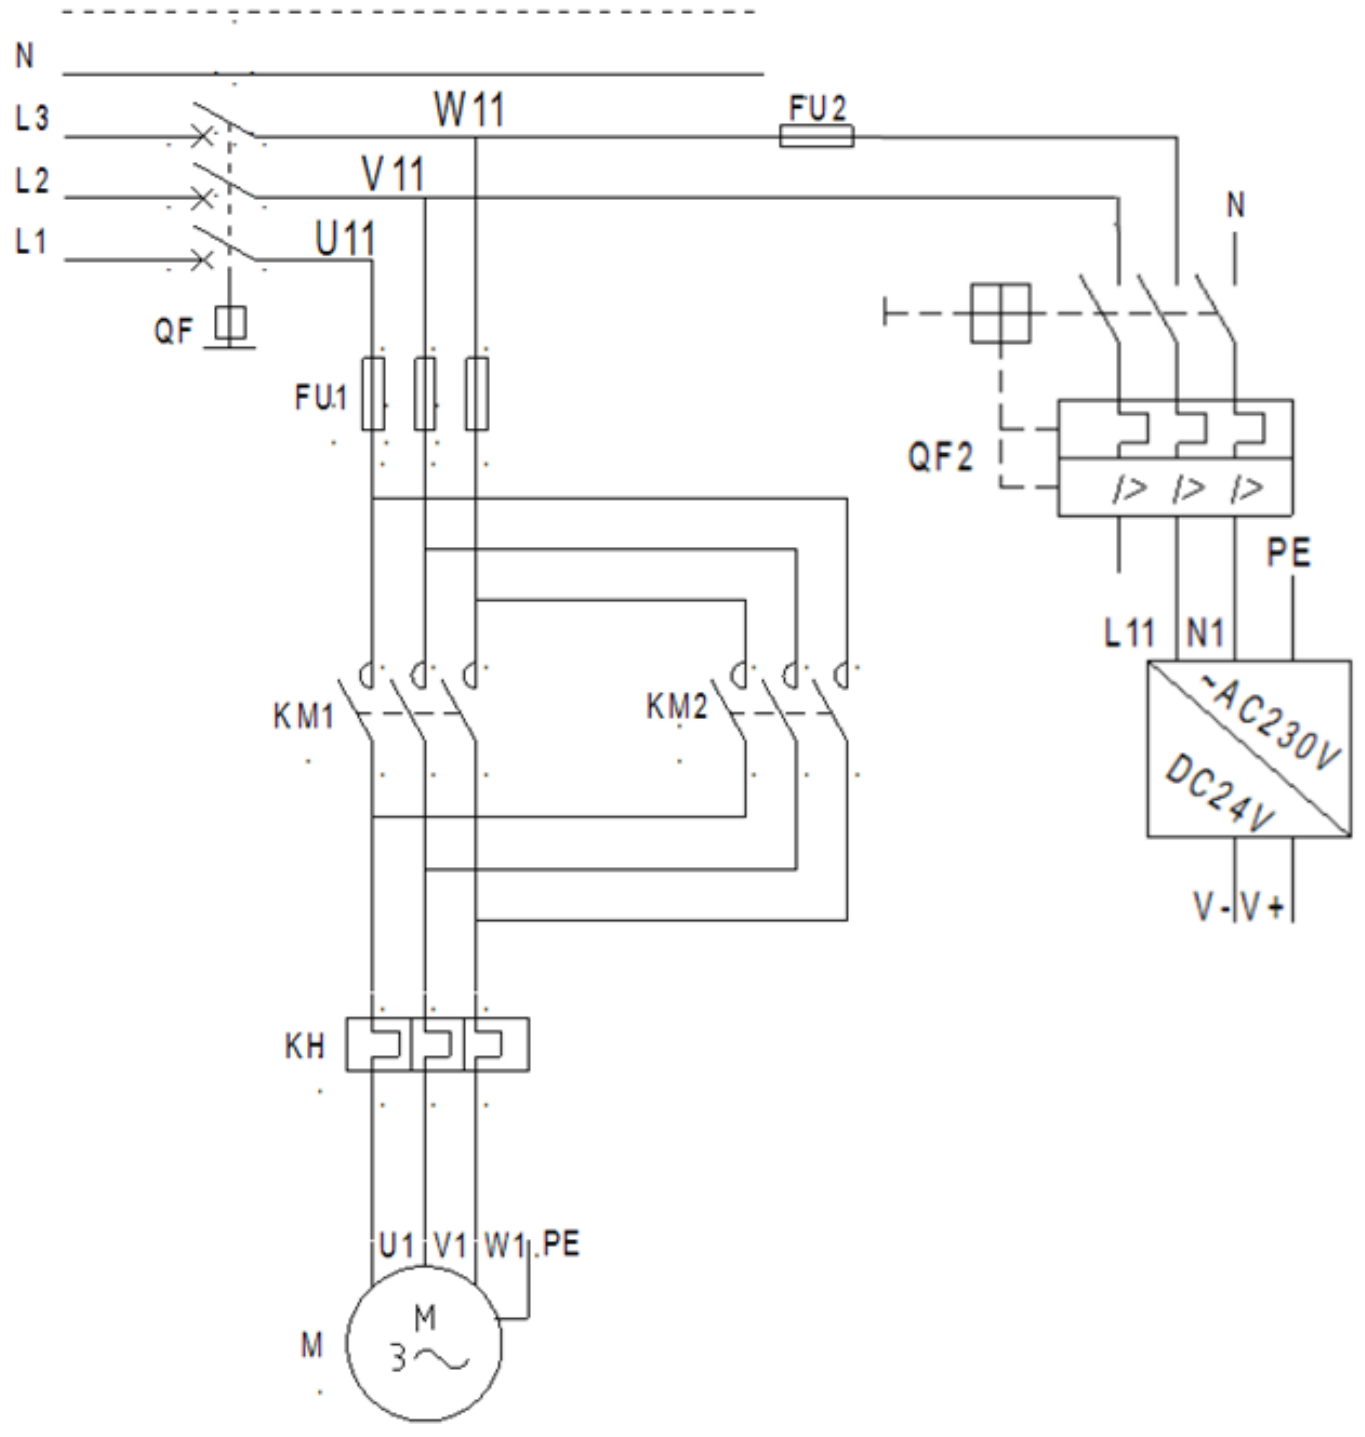 N
L3
W11
FU2
L2
V11
N
L1
U11
QF
FU1
QF2
I>
I>
I>
PE
L11
N1
KM1
KM2
~AC230V
DC24V
V-
V+
KH
U1
V1
W1
PE
M
M
3~